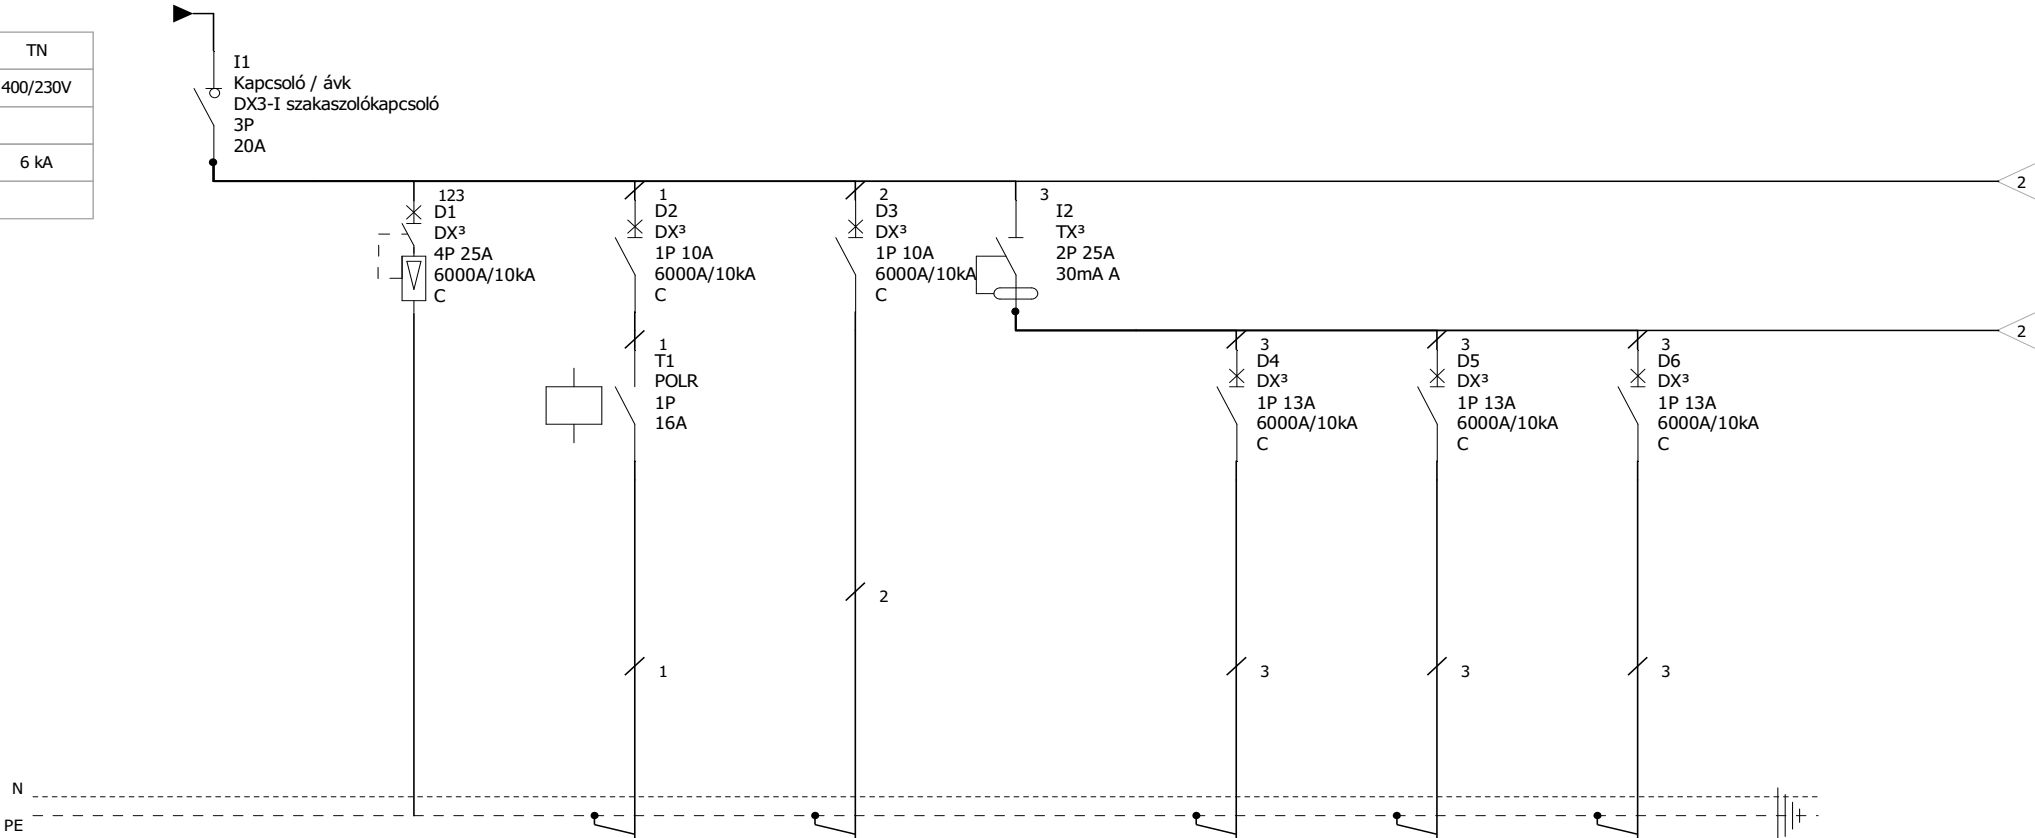 TN
400/230V
6 kA
I1
Kapcsoló / ávk
DX3-I szakaszolókapcsoló
3P
20A
2
123
D1
DX³
4P 25A
6000A/10kA
C
1
D2
DX³
1P 10A
6000A/10kA
C
2
D3
DX³
1P 10A
6000A/10kA
C
3
I2
TX³
2P 25A
30mA A
2
1
T1
POLR
1P
16A
3
D4
DX³
1P 13A
6000A/10kA
C
3
D5
DX³
1P 13A
6000A/10kA
C
3
D6
DX³
1P 13A
6000A/10kA
C
2
1
3
3
3
N
PE